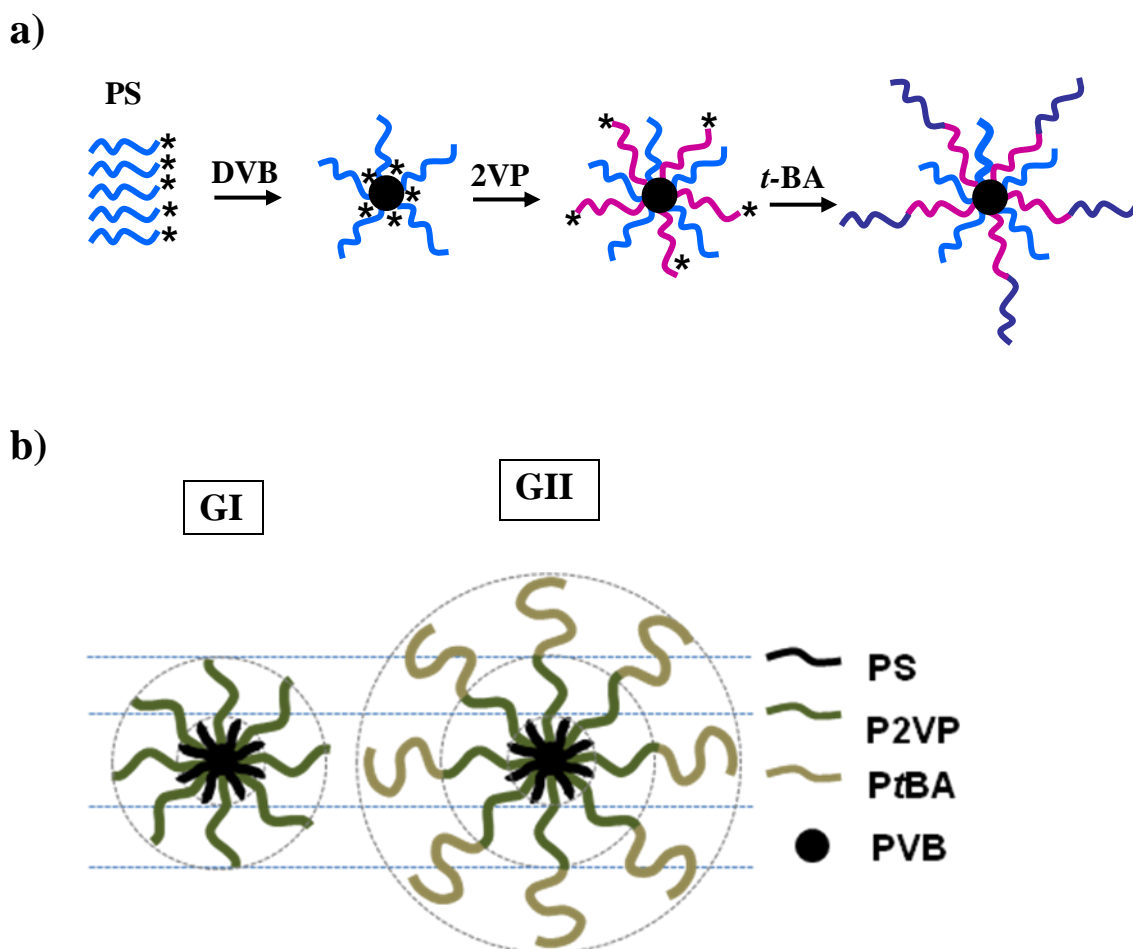 a)
PS
* * * * *
DVB
* * * * * *
2VP
* * * * *
t-BA
b)
GI
GII
PS
P2VP
PtBA
PVB